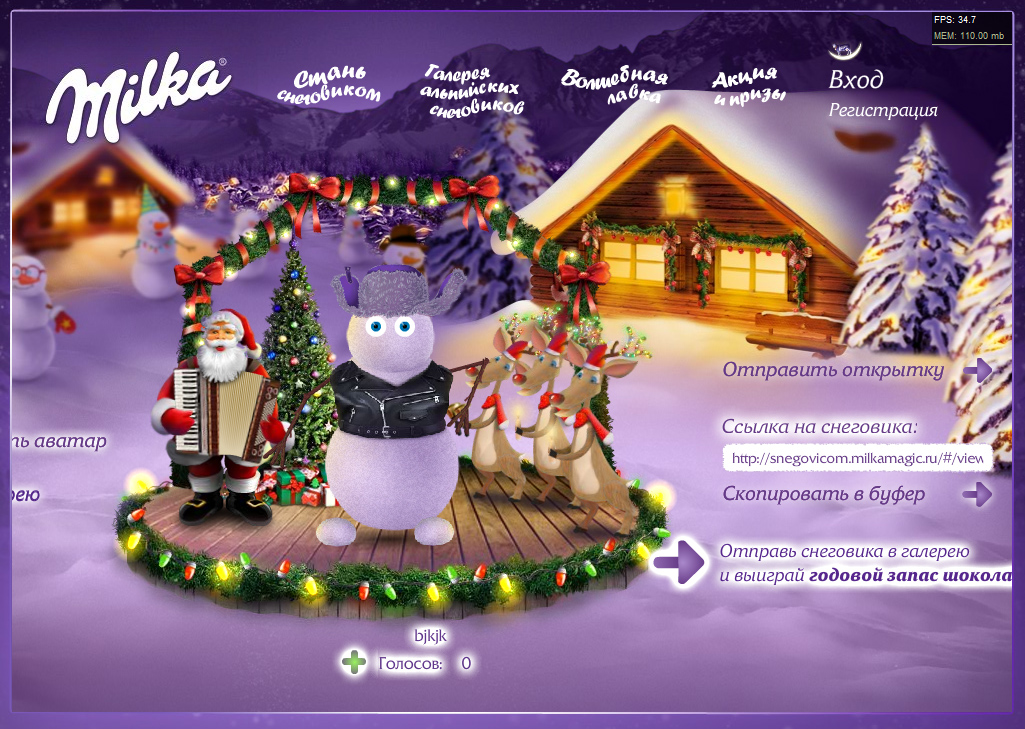 FPS: 34.7
MEM: 110.00 mb
Milka®
Стань
снеговиком
Галерея
альпийских
снеговиков
Волшебная
лавка
Акция
и призы
Вход
Регистрация
Отправить открытку
Ссылка на снеговика:
http://snegovicom.milkamagic.ru/#/view
ть аватар
рею
Скопировать в буфер
Отправь снеговика в галерею
и выиграй годовой запас шокола
bjkjk
Голосов: 0